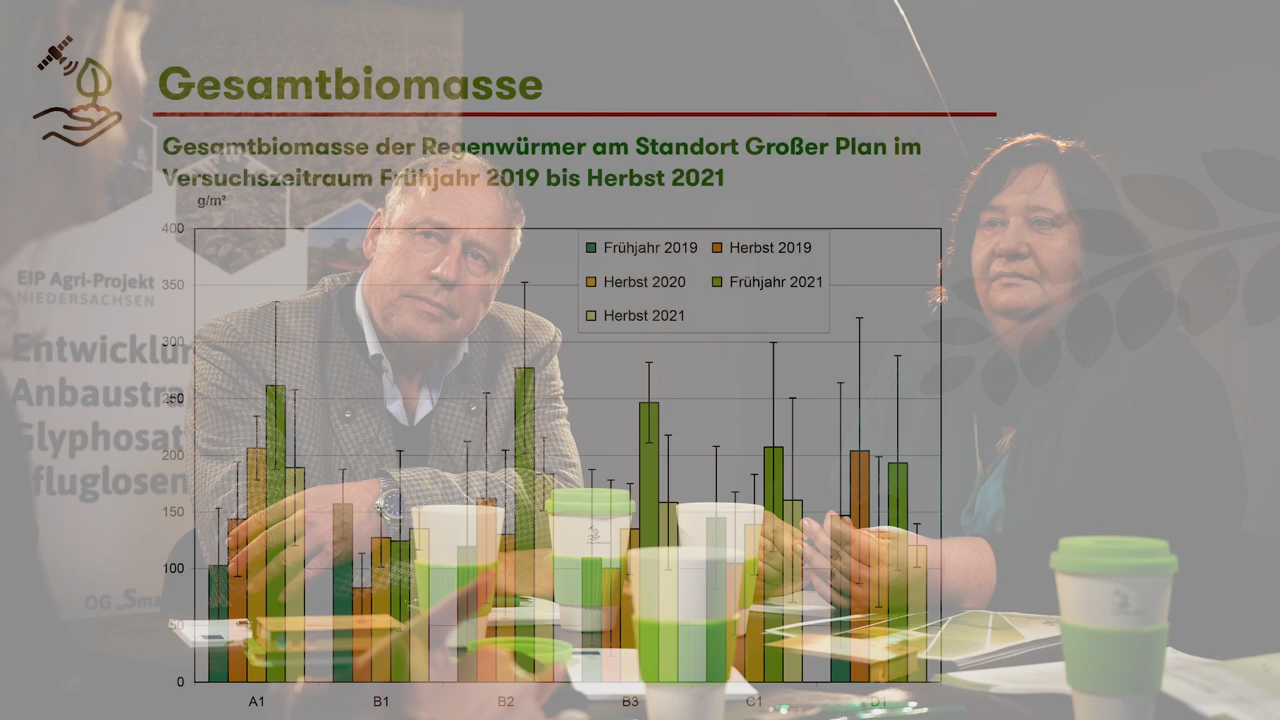 Gesamtbiomasse
Gesamtbiomasse der Regenwürmer am Standort Großer Plan im
Versuchszeitraum Frühjahr 2019 bis Herbst 2021
g/m²
400
350
300
250
200
150
100
50
0
Frühjahr 2019
Herbst 2019
Herbst 2020
Frühjahr 2021
Herbst 2021
A1
B1
B2
B3
C1
D1
EIP Agri-Projekt
NIEDERSACHSEN
Entwicklun
Anbaustra
Glyphosat
fluglosen
OG „Sma